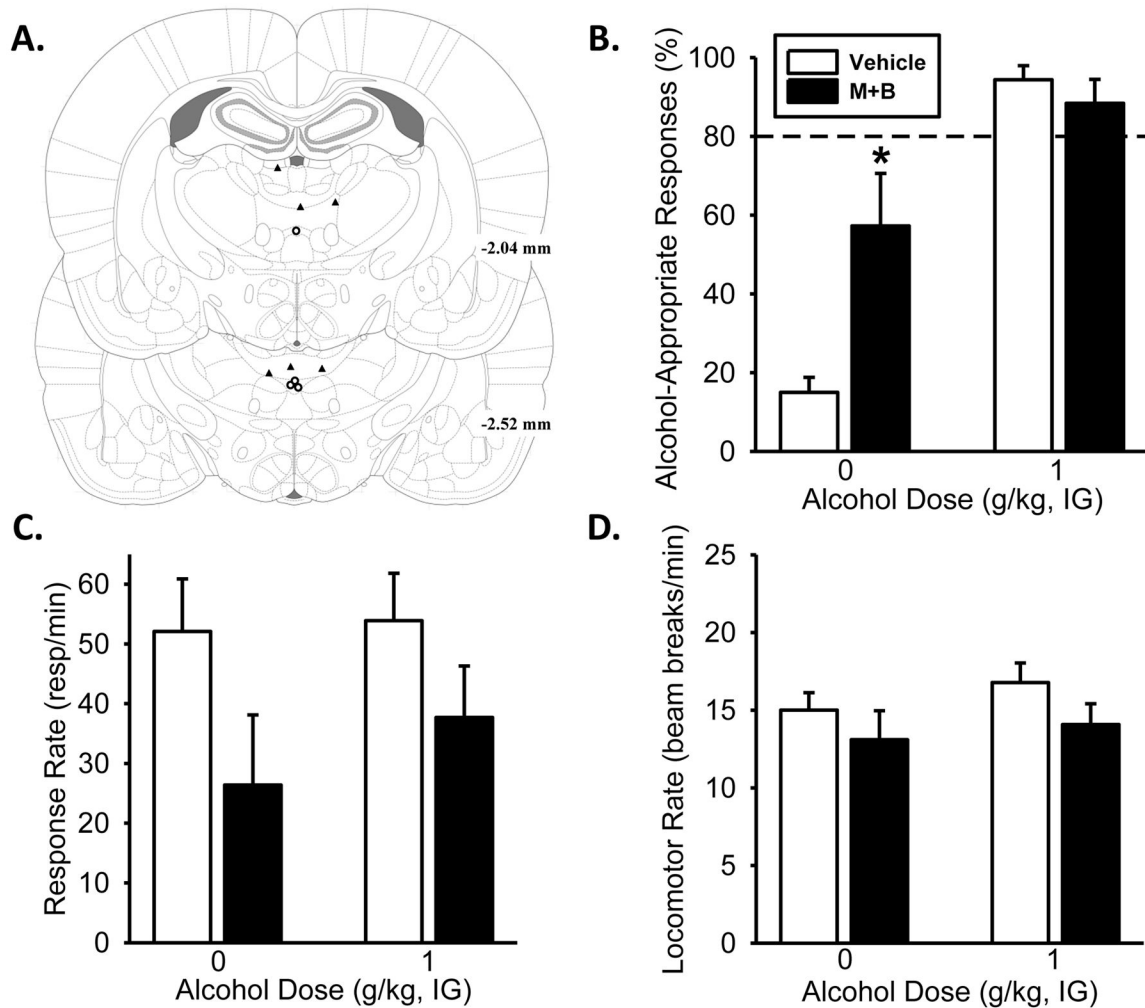 A.
-2.04 mm
-2.52 mm
B.
Alcohol-Appropriate Responses (%)
100
80
60
40
20
0
Vehicle
M+B
*
0
1
Alcohol Dose (g/kg, IG)
C.
Response Rate (resp/min)
60
50
40
30
20
10
0
0
1
Alcohol Dose (g/kg, IG)
D.
Locomotor Rate (beam breaks/min)
25
20
15
10
5
0
0
1
Alcohol Dose (g/kg, IG)